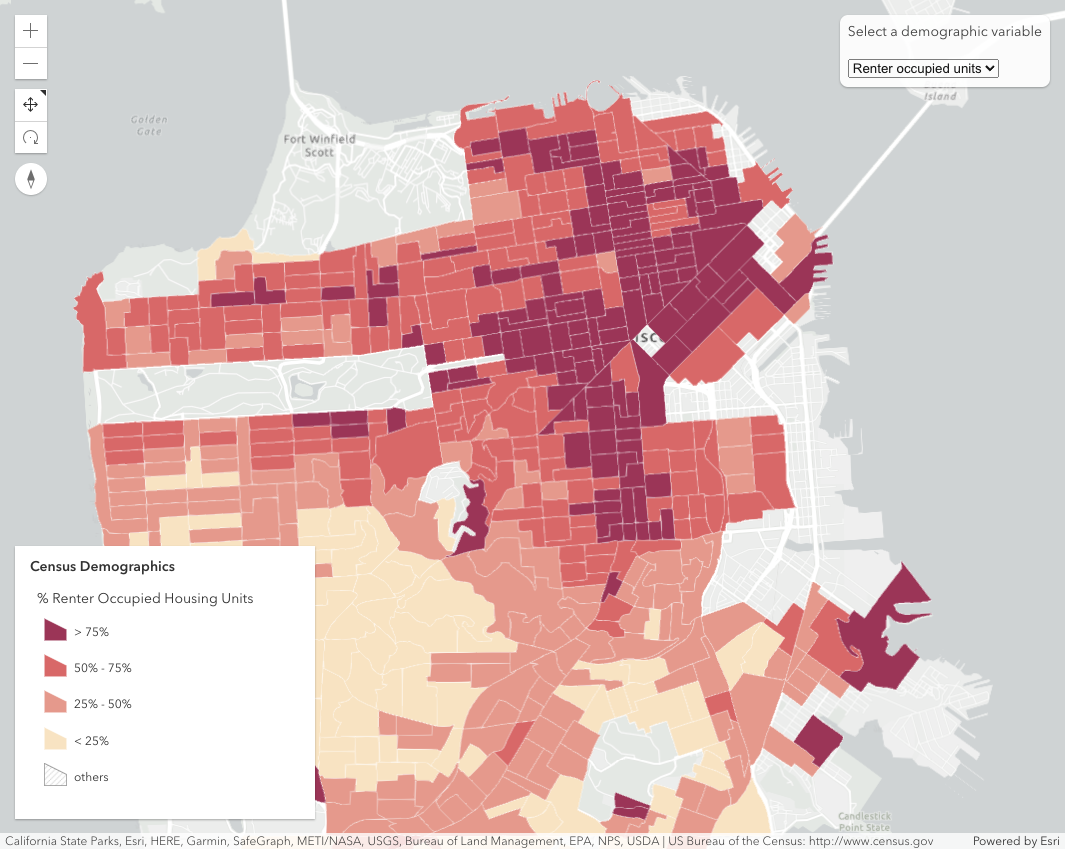 Select a demographic variable
Renter occupied units
Island
Golden
Gate
Fort Winfield
Scott
ISC
Census Demographics
% Renter Occupied Housing Units
> 75%
50% - 75%
25% - 50%
< 25%
others
Candlestick
Point State
California State Parks, Esri, HERE, Garmin, SafeGraph, METI/NASA, USGS, Bureau of Land Management, EPA, NPS, USDA | US Bureau of the Census: http://www.census.gov
Powered by Esri